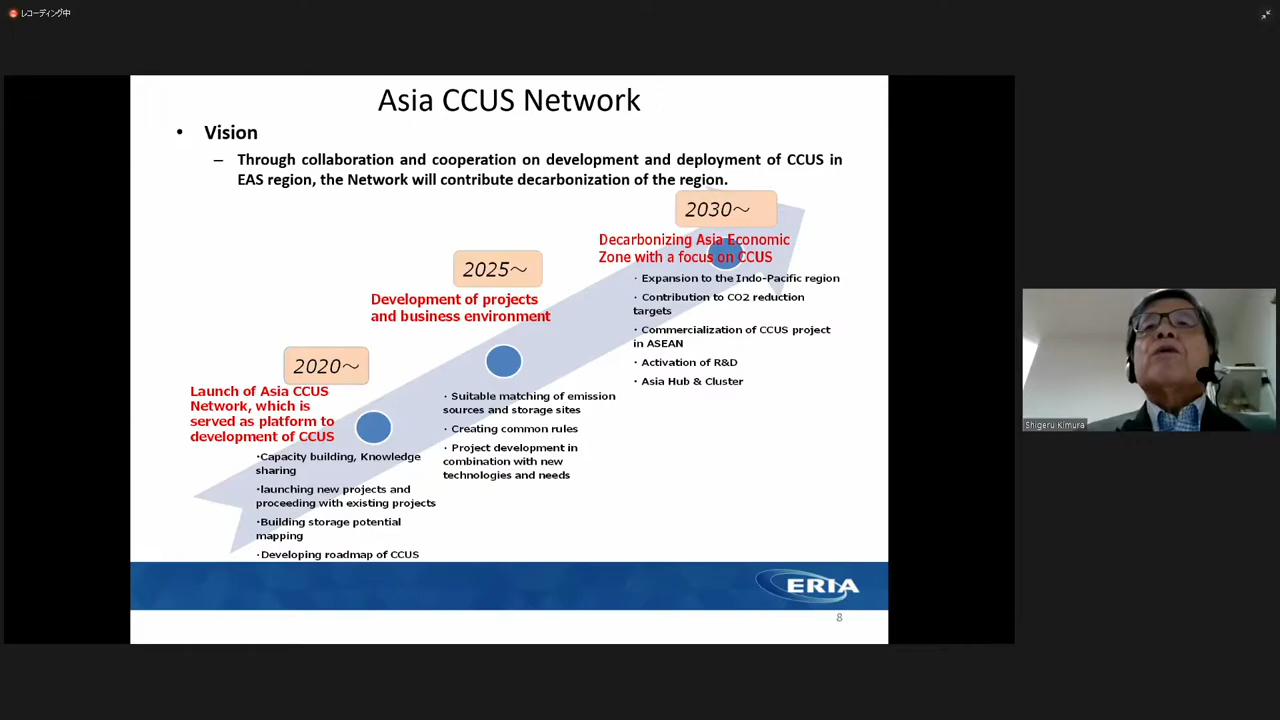 レコーディング中
Asia CCUS Network
• Vision
– Through collaboration and cooperation on development and deployment of CCUS in
EAS region, the Network will contribute decarbonization of the region.
2030～
Decarbonizing Asia Economic
Zone with a focus on CCUS
・Expansion to the Indo-Pacific region
・Contribution to CO2 reduction
targets
・Commercialization of CCUS project
in ASEAN
・Activation of R&D
・Asia Hub & Cluster
2025～
Development of projects
and business environment
・Suitable matching of emission
sources and storage sites
・Creating common rules
・Project development in
combination with new
technologies and needs
2020～
Launch of Asia CCUS
Network, which is
served as platform to
development of CCUS
・Capacity building, Knowledge
sharing
・launching new projects and
proceeding with existing projects
・Building storage potential
mapping
・Developing roadmap of CCUS
ERIA
8
Shigeru Kimura